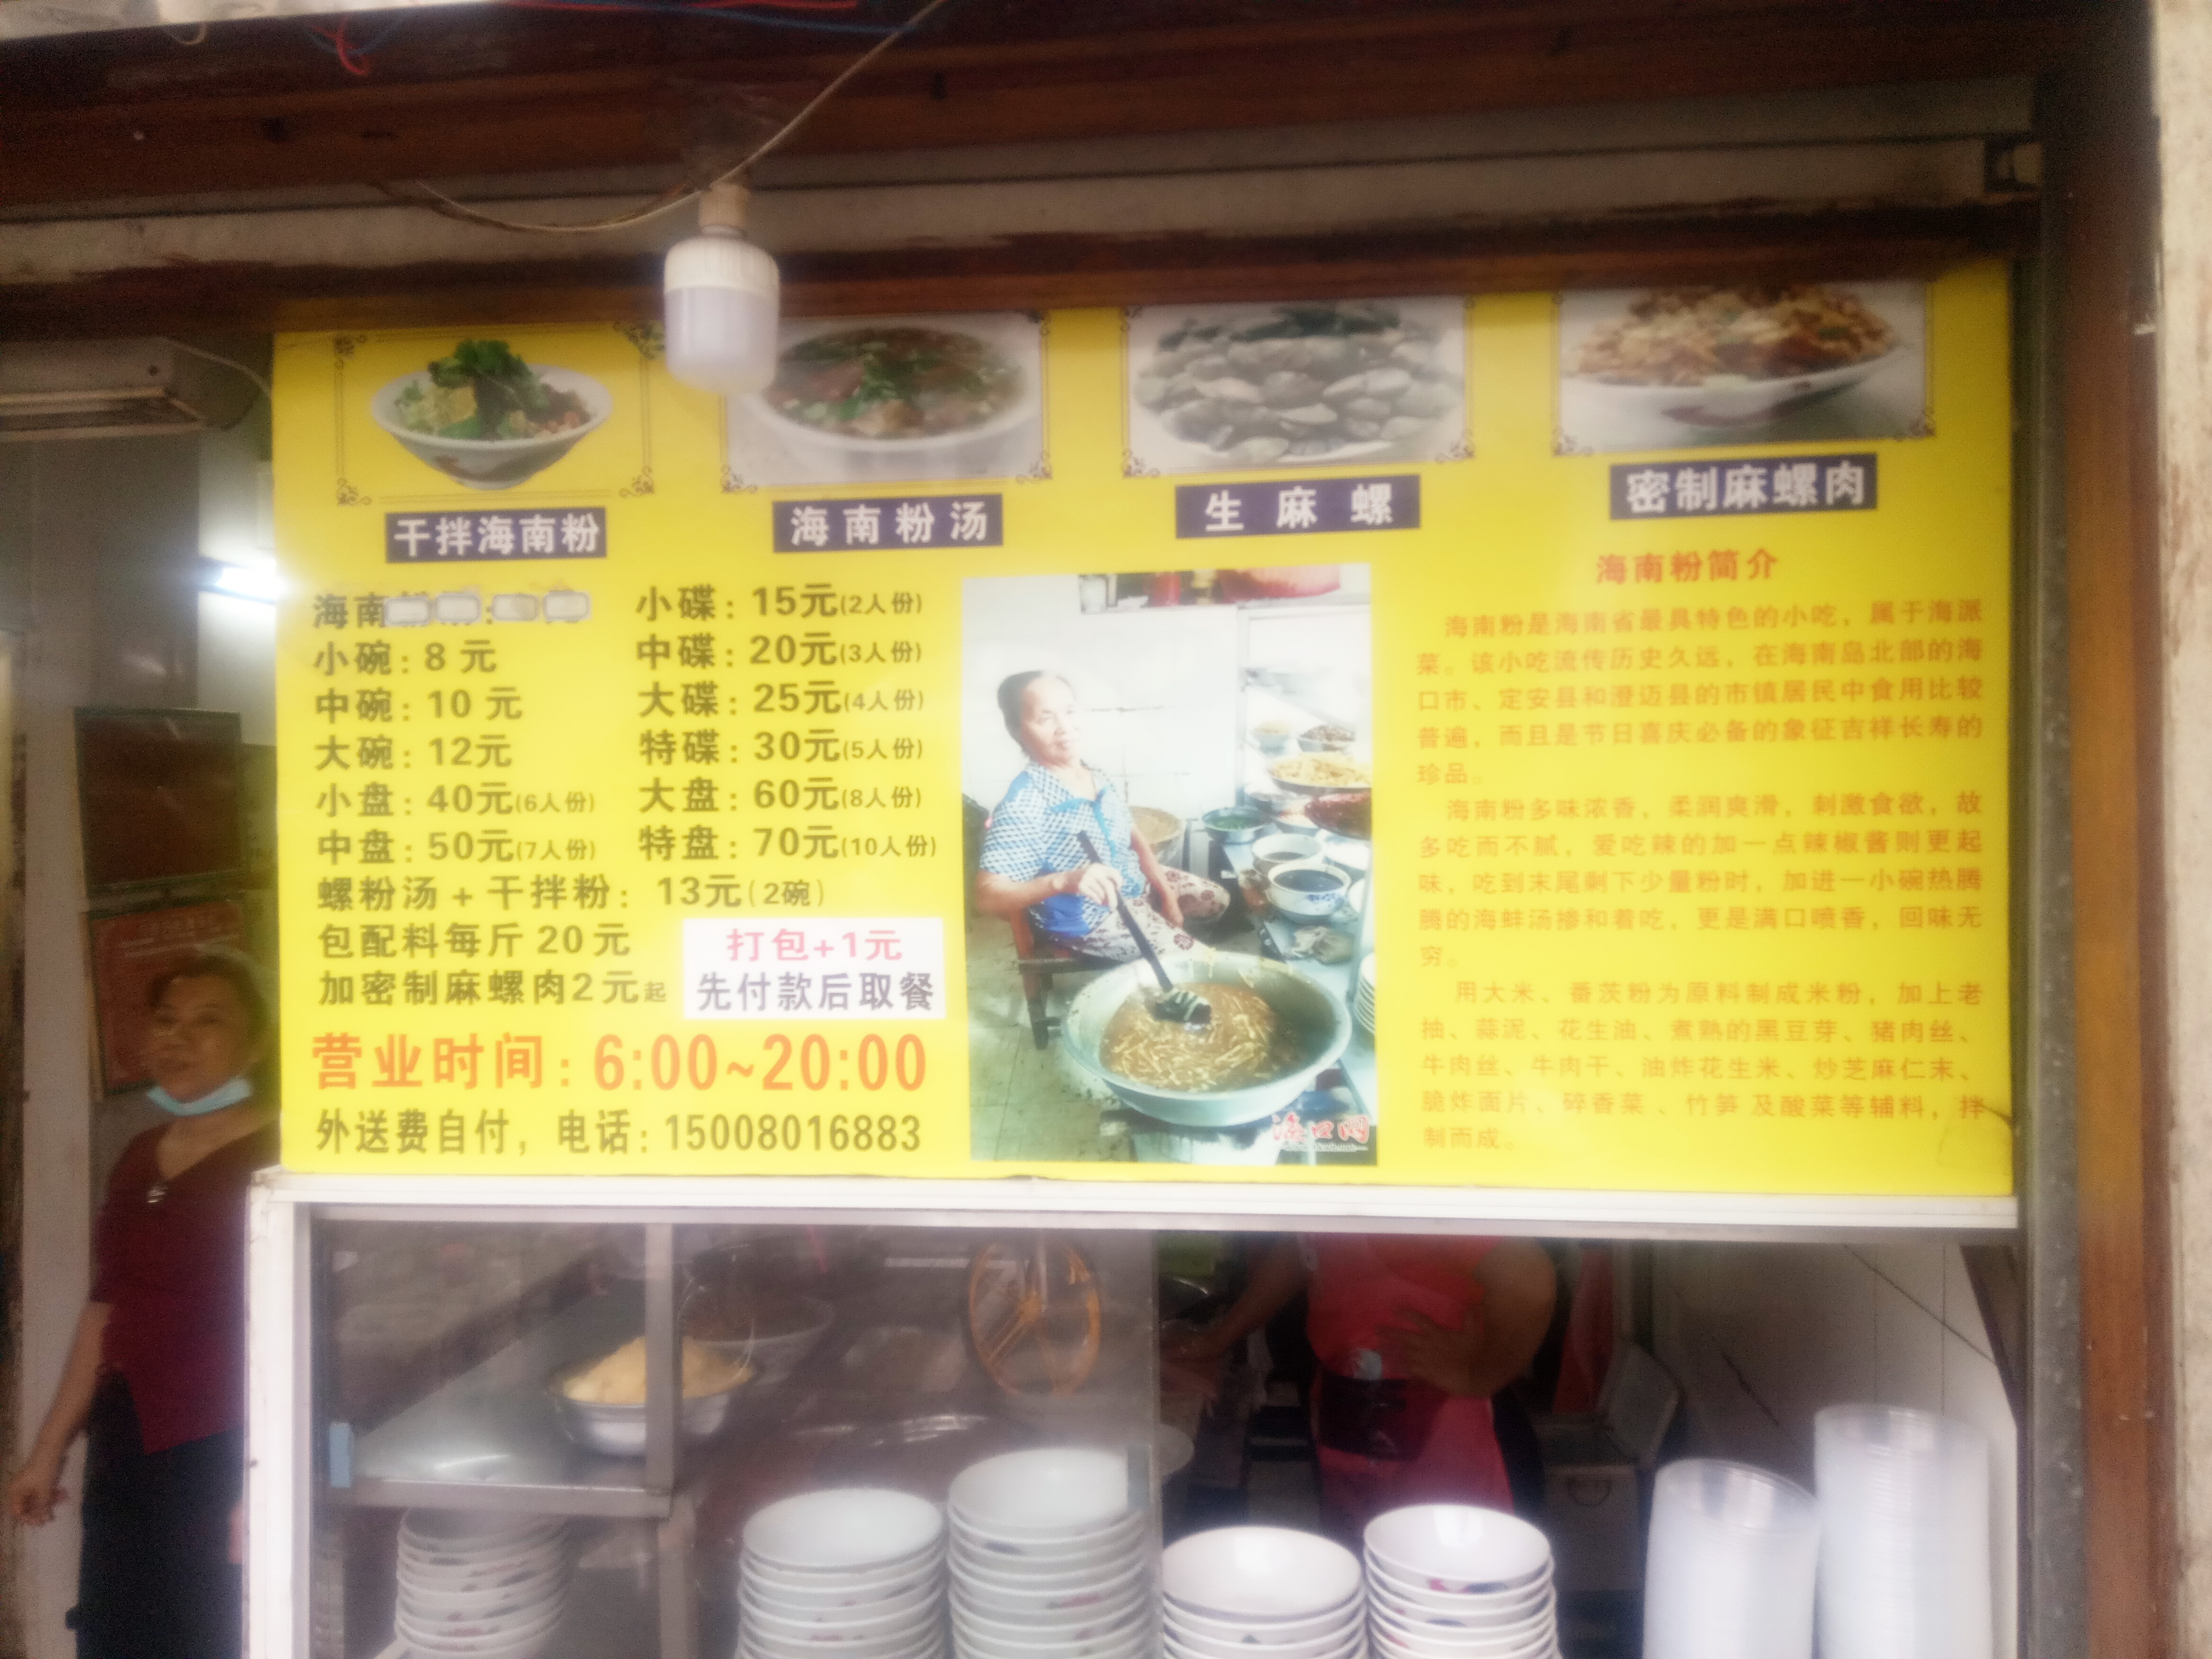 干拌海南粉
海南粉汤
生麻螺
密制麻螺肉
海南
小碗：8 元
中碗：10 元
大碗：12元
小盘：40元(6人份)
中盘：50元(7人份)
小碟：15元(2人份)
中碟：20元(3人份)
大碟：25元(4人份)
特碟：30元(5人份)
大盘：60元(8人份)
特盘：70元(10人份)
螺粉汤+干拌粉：13元(2碗)
包配料每斤20元
加密制麻螺肉2元起
打包+1元
先付款后取餐
营业时间：6:00~20:00
外送费自付，电话：15008016883
海口网
海南粉简介
海南粉是海南省最具特色的小吃，属于海派
菜。该小吃流传历史久远，在海南岛北部的海
口市、定安县和澄迈县的市镇居民中食用比较
普遍，而且是节日喜庆必备的象征吉祥长寿的
珍品。
海南粉多味浓香，柔润爽滑，刺激食欲，故
多吃而不腻，爱吃辣的加一点辣椒酱则更起
味，吃到末尾剩下少量粉时，加进一小碗热腾
腾的海蚌汤掺和着吃，更是满口喷香，回味无
穷。
用大米、番茨粉为原料制成米粉，加上老
抽、蒜泥、花生油、煮熟的黑豆芽、猪肉丝、
牛肉丝、牛肉干、油炸花生米、炒芝麻仁末、
脆炸面片、碎香菜、竹笋及酸菜等辅料，拌
制而成。